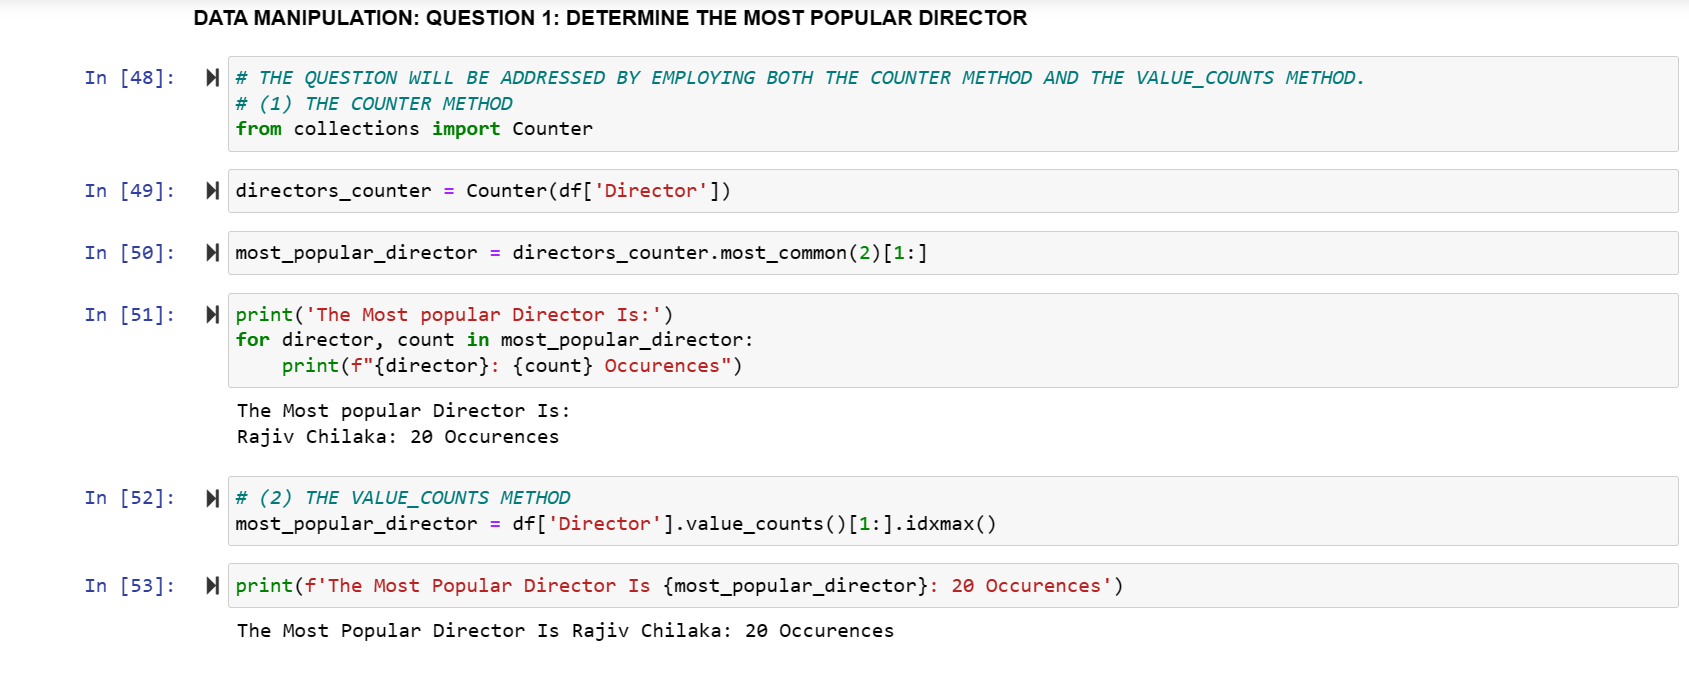 DATA MANIPULATION: QUESTION 1: DETERMINE THE MOST POPULAR DIRECTOR
In [48]: # THE QUESTION WILL BE ADDRESSED BY EMPLOYING BOTH THE COUNTER METHOD AND THE VALUE_COUNTS METHOD.
# (1) THE COUNTER METHOD
from collections import Counter
In [49]: directors_counter = Counter(df['Director'])
In [50]: most_popular_director = directors_counter.most_common(2)[1:]
In [51]: print('The Most popular Director Is:')
for director, count in most_popular_director:
    print(f"{director}: {count} Occurences")
The Most popular Director Is:
Rajiv Chilaka: 20 Occurences
In [52]: # (2) THE VALUE_COUNTS METHOD
most_popular_director = df['Director'].value_counts()[1:].idxmax()
In [53]: print(f'The Most Popular Director Is {most_popular_director}: 20 Occurences')
The Most Popular Director Is Rajiv Chilaka: 20 Occurences